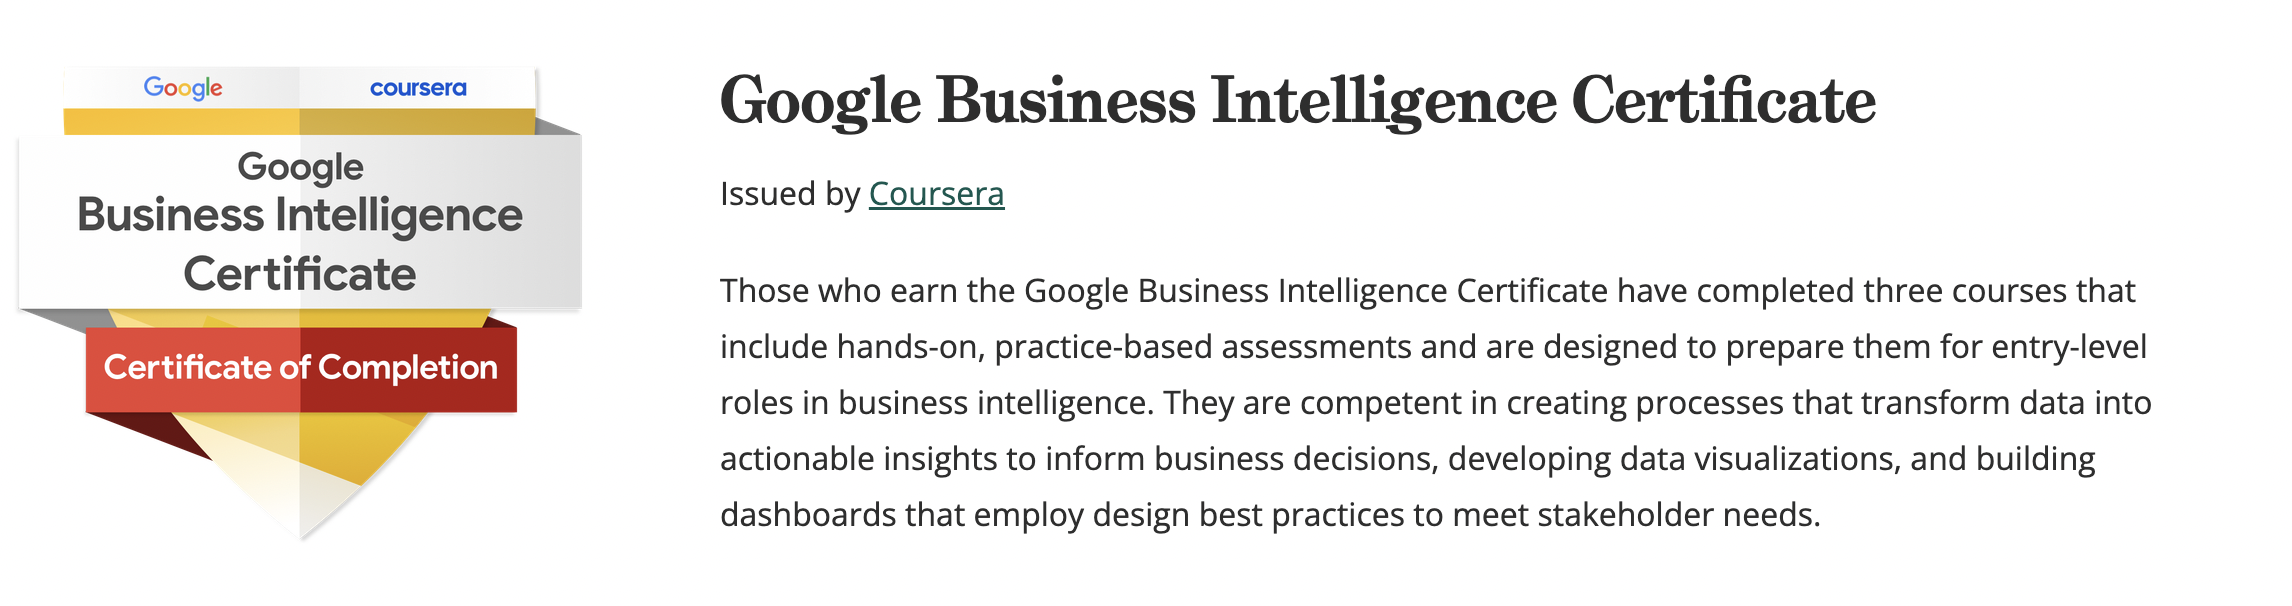 Google coursera
Google
Business Intelligence
Certificate
Certificate of Completion
Google Business Intelligence Certificate
Issued by Coursera
Those who earn the Google Business Intelligence Certificate have completed three courses that
include hands-on, practice-based assessments and are designed to prepare them for entry-level
roles in business intelligence. They are competent in creating processes that transform data into
actionable insights to inform business decisions, developing data visualizations, and building
dashboards that employ design best practices to meet stakeholder needs.